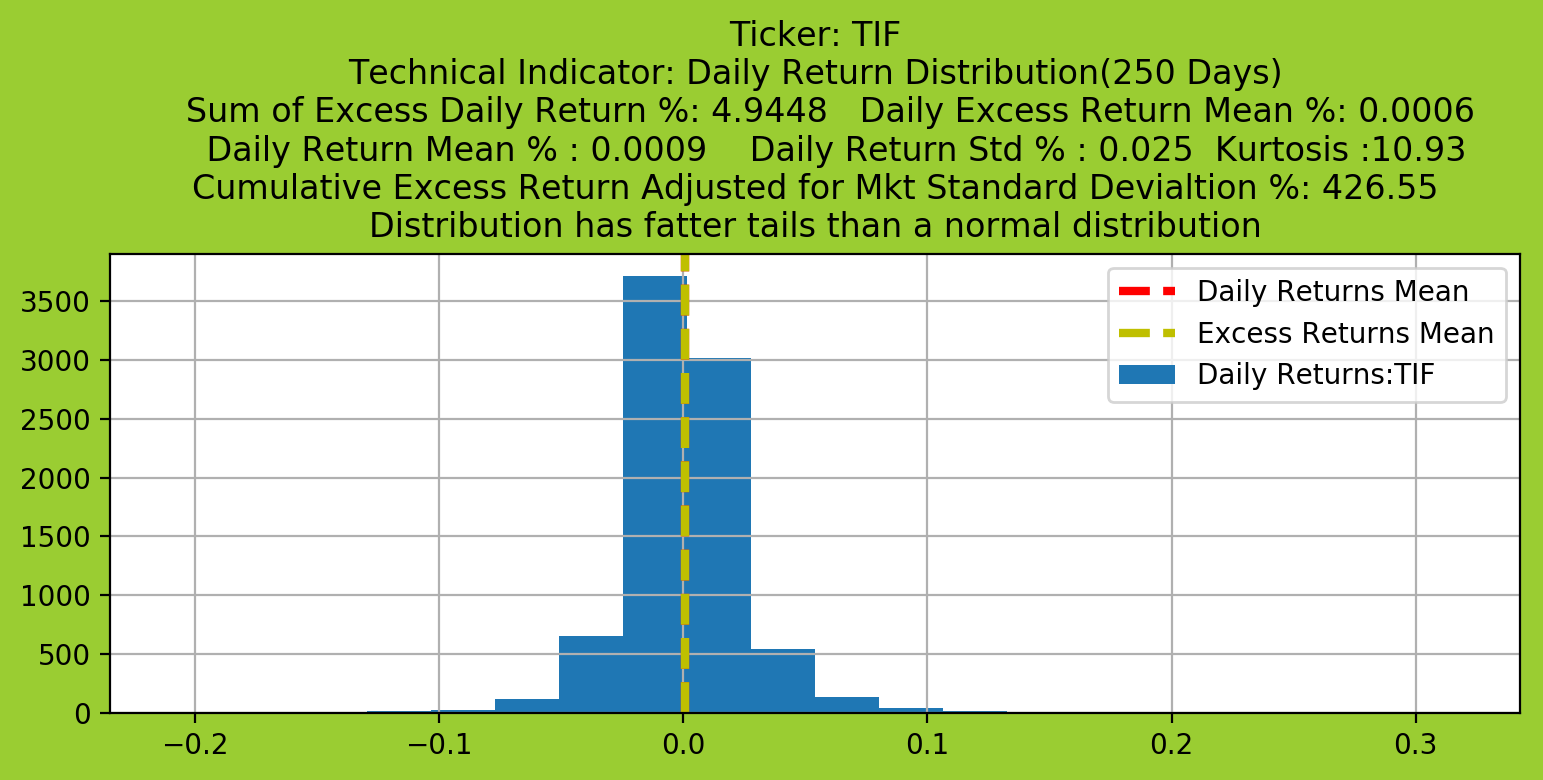 Ticker: TIF
Technical Indicator: Daily Return Distribution(250 Days)
Sum of Excess Daily Return %: 4.9448   Daily Excess Return Mean %: 0.0006
Daily Return Mean % : 0.0009    Daily Return Std % : 0.025  Kurtosis :10.93
Cumulative Excess Return Adjusted for Mkt Standard Devialtion %: 426.55
Distribution has fatter tails than a normal distribution
Daily Returns Mean
Excess Returns Mean
Daily Returns:TIF
3500
3000
2500
2000
1500
1000
500
0
−0.2 −0.1 0.0 0.1 0.2 0.3